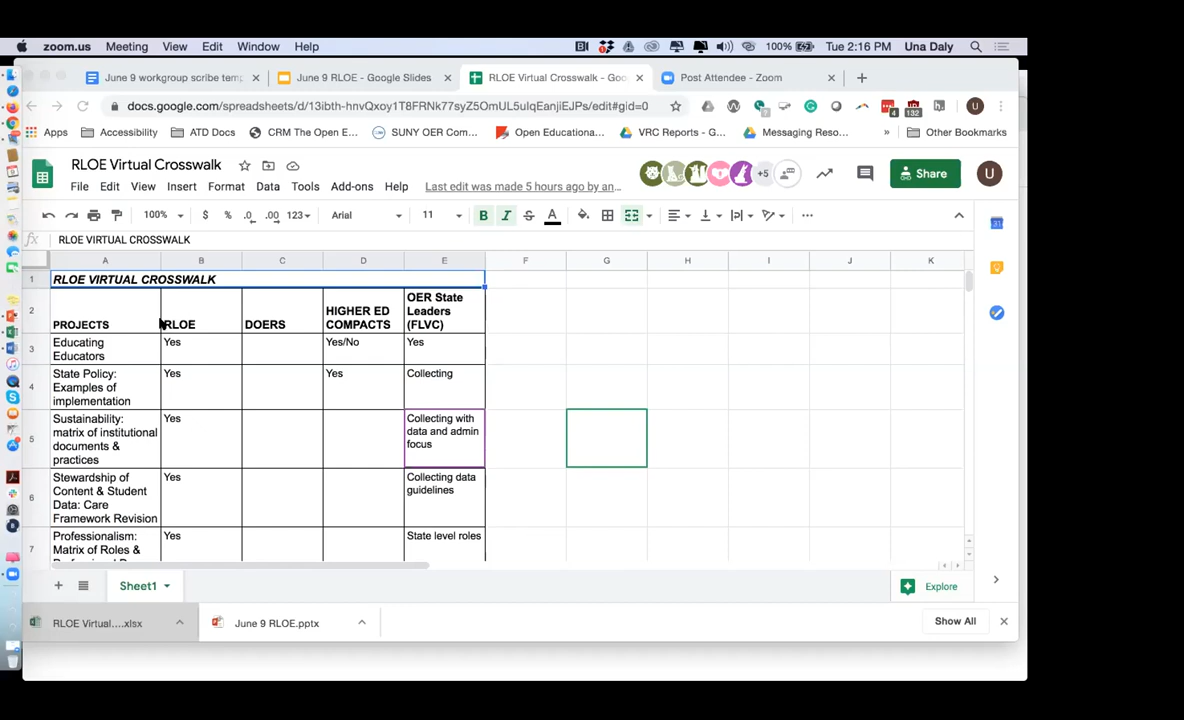 zoom.us Meeting View Edit Window Help 100% Tue 2:16 PM Una Daly
June 9 workgroup scribe temp June 9 RLOE - Google Slides RLOE Virtual Crosswalk - Goo Post Attendee - Zoom
docs.google.com/spreadsheets/d/13ibth-hnvQxoy1T8FRNk77syZ5OmUL5ulqEanjiEJPs/edit#gid=0
4 132 U
Apps Accessibility ATD Docs CRM The Open E... SUNY OER Com... Open Educationa... VRC Reports - G... Messaging Reso... » Other Bookmarks
RLOE Virtual Crosswalk
+5 Share U
File Edit View Insert Format Data Tools Add-ons Help Last edit was made 5 hours ago by an...
100% $ % .0 .00 123 Arial 11 B I S A
fx RLOE VIRTUAL CROSSWALK
A B C D E F G H I J K
1 RLOE VIRTUAL CROSSWALK
2 PROJECTS RLOE DOERS HIGHER ED COMPACTS OER State Leaders (FLVC)
3 Educating Educators Yes Yes/No Yes
4 State Policy: Examples of implementation Yes Yes Collecting
5 Sustainability: matrix of institutional documents & practices Yes Collecting with data and admin focus
6 Stewardship of Content & Student Data: Care Framework Revision Yes Collecting data guidelines
7 Professionalism: Matrix of Roles & Yes State level roles
Sheet1 Explore
RLOE Virtual....xlsx June 9 RLOE.pptx Show All